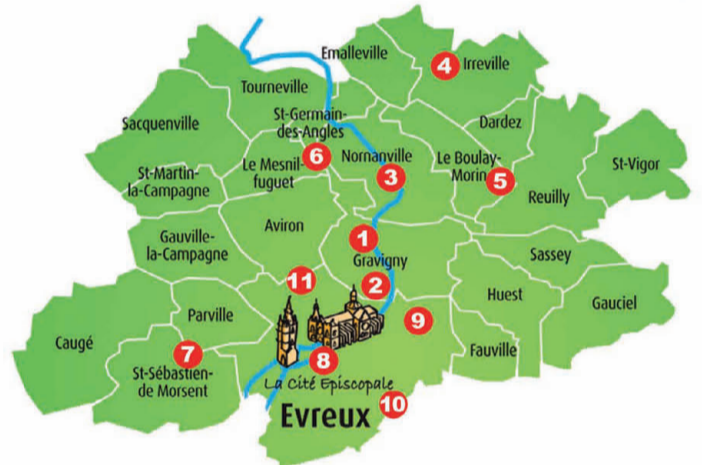 Emalleville
4
Irreville
Tourneville
St-Germain-
des-Angles
Dardez
Sacquenville
6
Normanville
3
Le Boulay-
Morin
5
St-Vigor
Le Mesnil-
fuguet
St-Martin-
la-Campagne
Reuilly
Aviron
1
Gravigny
Gauville-
la-Campagne
Sassey
11
2
Huest
Gauciel
Parville
9
Caugé
7
St-Sébastien-
de Morsent
8
Fauville
La Cité Episcopale
Evreux
10